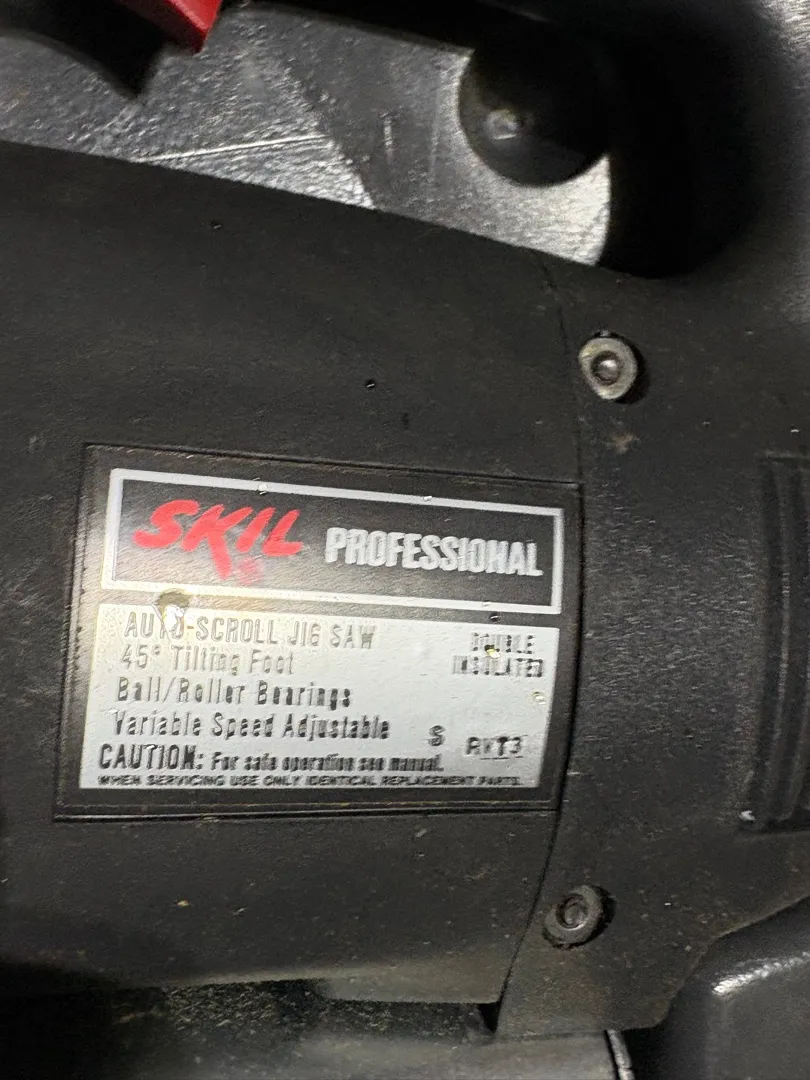 SKIL PROFESSIONAL
AUTO-SCROLL JIG SAW
DOUBLE
INSULATED
45° Tilting Foot
Ball/Roller Bearings
Variable Speed Adjustable
S
CAUTION: For safe operation see manual.
WHEN SERVICING USE ONLY IDENTICAL REPLACEMENT PARTS.